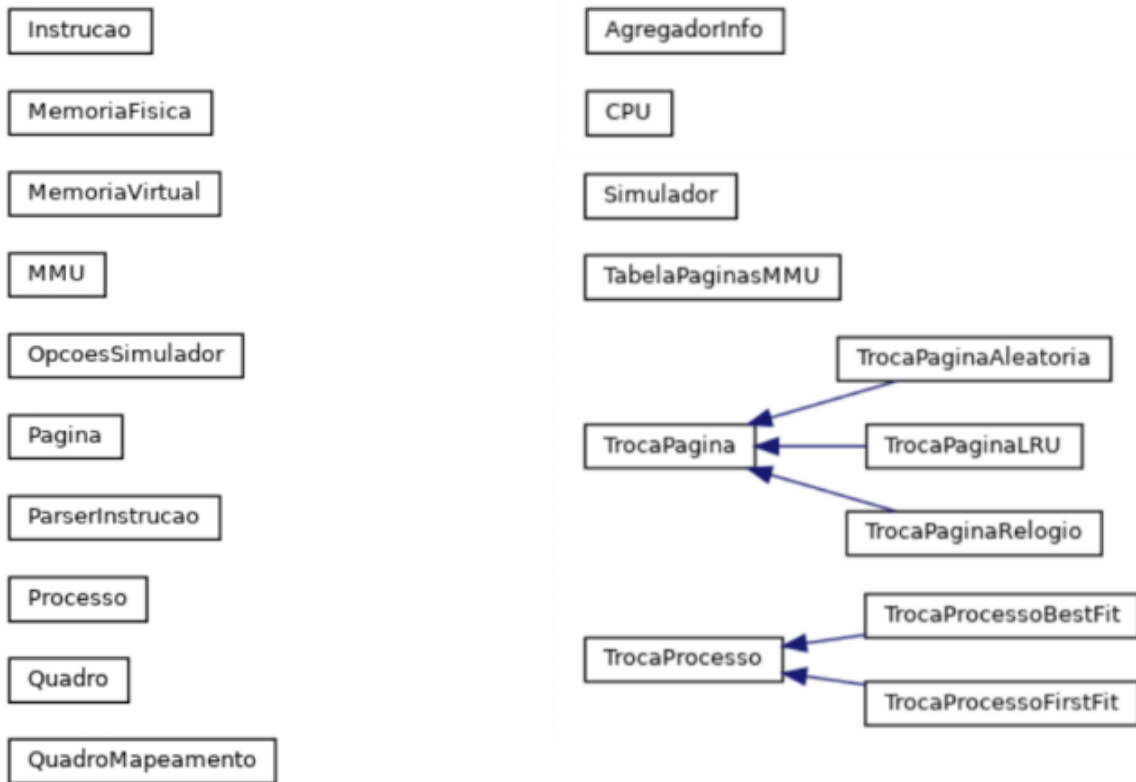 Instrucao
MemoriaFisica
MemoriaVirtual
MMU
OpcoesSimulador
Pagina
ParserInstrucao
Processo
Quadro
QuadroMapeamento
AgregadorInfo
CPU
Simulador
TabelaPaginasMMU
TrocaPagina
TrocaPaginaAleatoria
TrocaPaginaLRU
TrocaPaginaRelogio
TrocaProcesso
TrocaProcessoBestFit
TrocaProcessoFirstFit